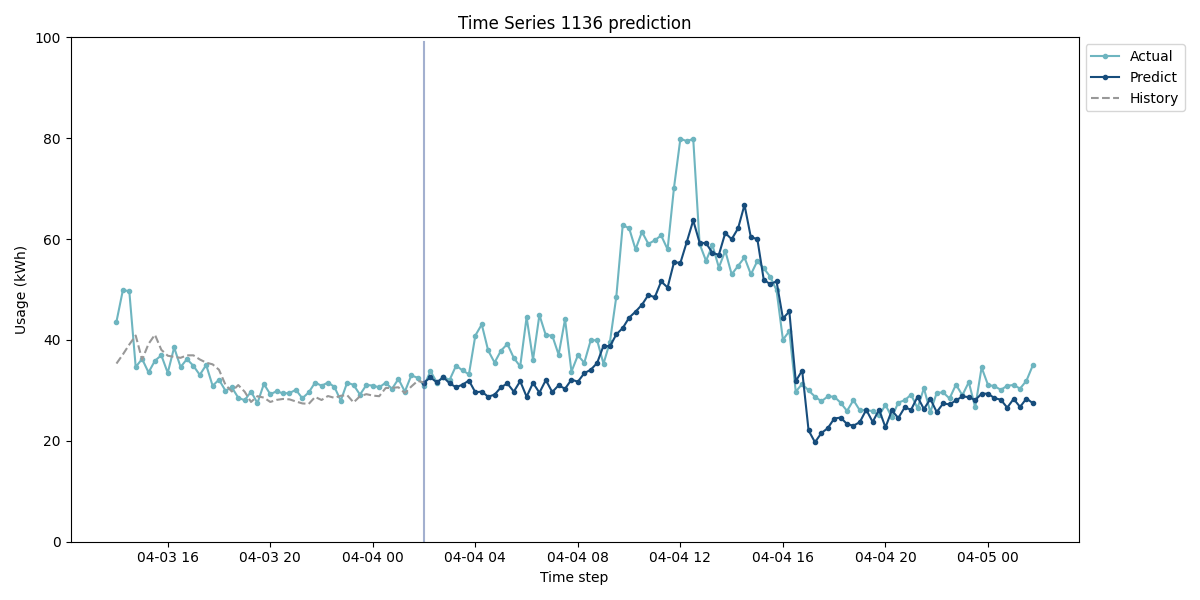 Time Series 1136 prediction
Actual
Predict
History
100
80
60
40
20
0
Usage (kWh)
04-03 16
04-03 20
04-04 00
04-04 04
04-04 08
04-04 12
04-04 16
04-04 20
04-05 00
Time step